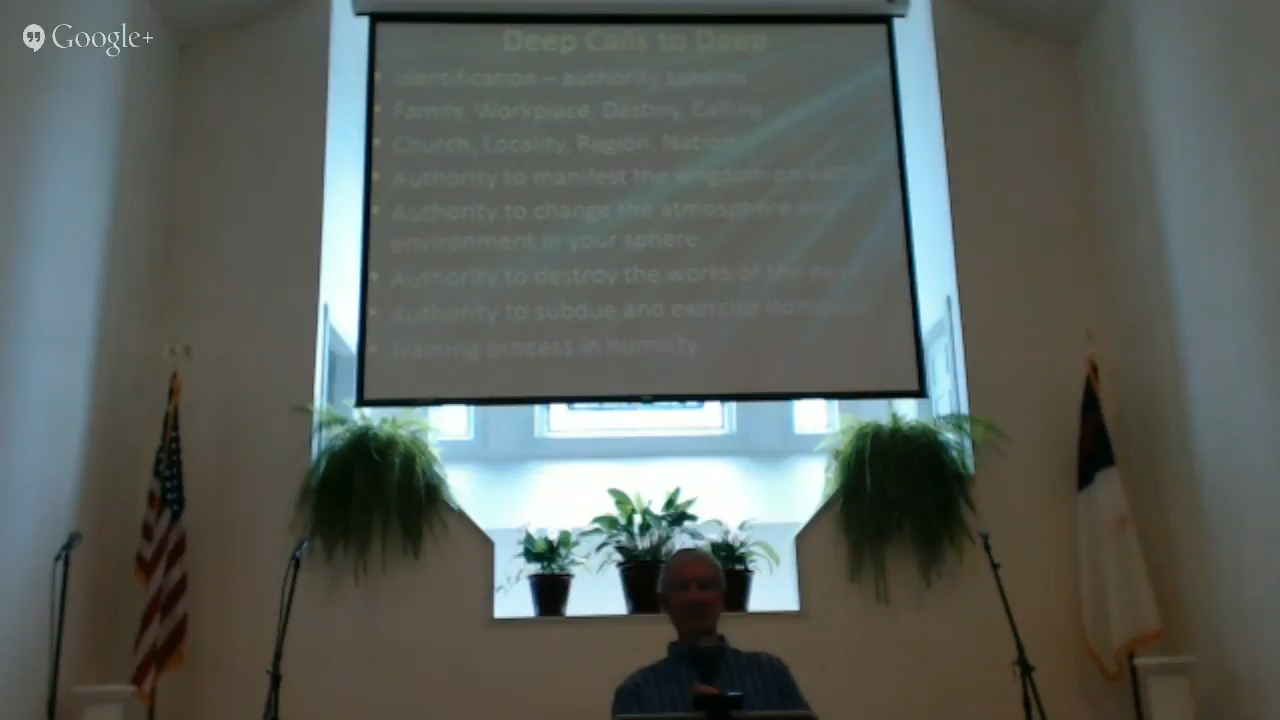 Google+
Deep Calls to Deep
• Identification – authority spheres
• Family, Workplace, Destiny, Calling
• Church, Locality, Region, Nation
• Authority to manifest the kingdom on earth
• Authority to change the atmosphere and
environment in your sphere
• Authority to destroy the works of the devil
• Authority to subdue and exercise dominion
• Training process in humility